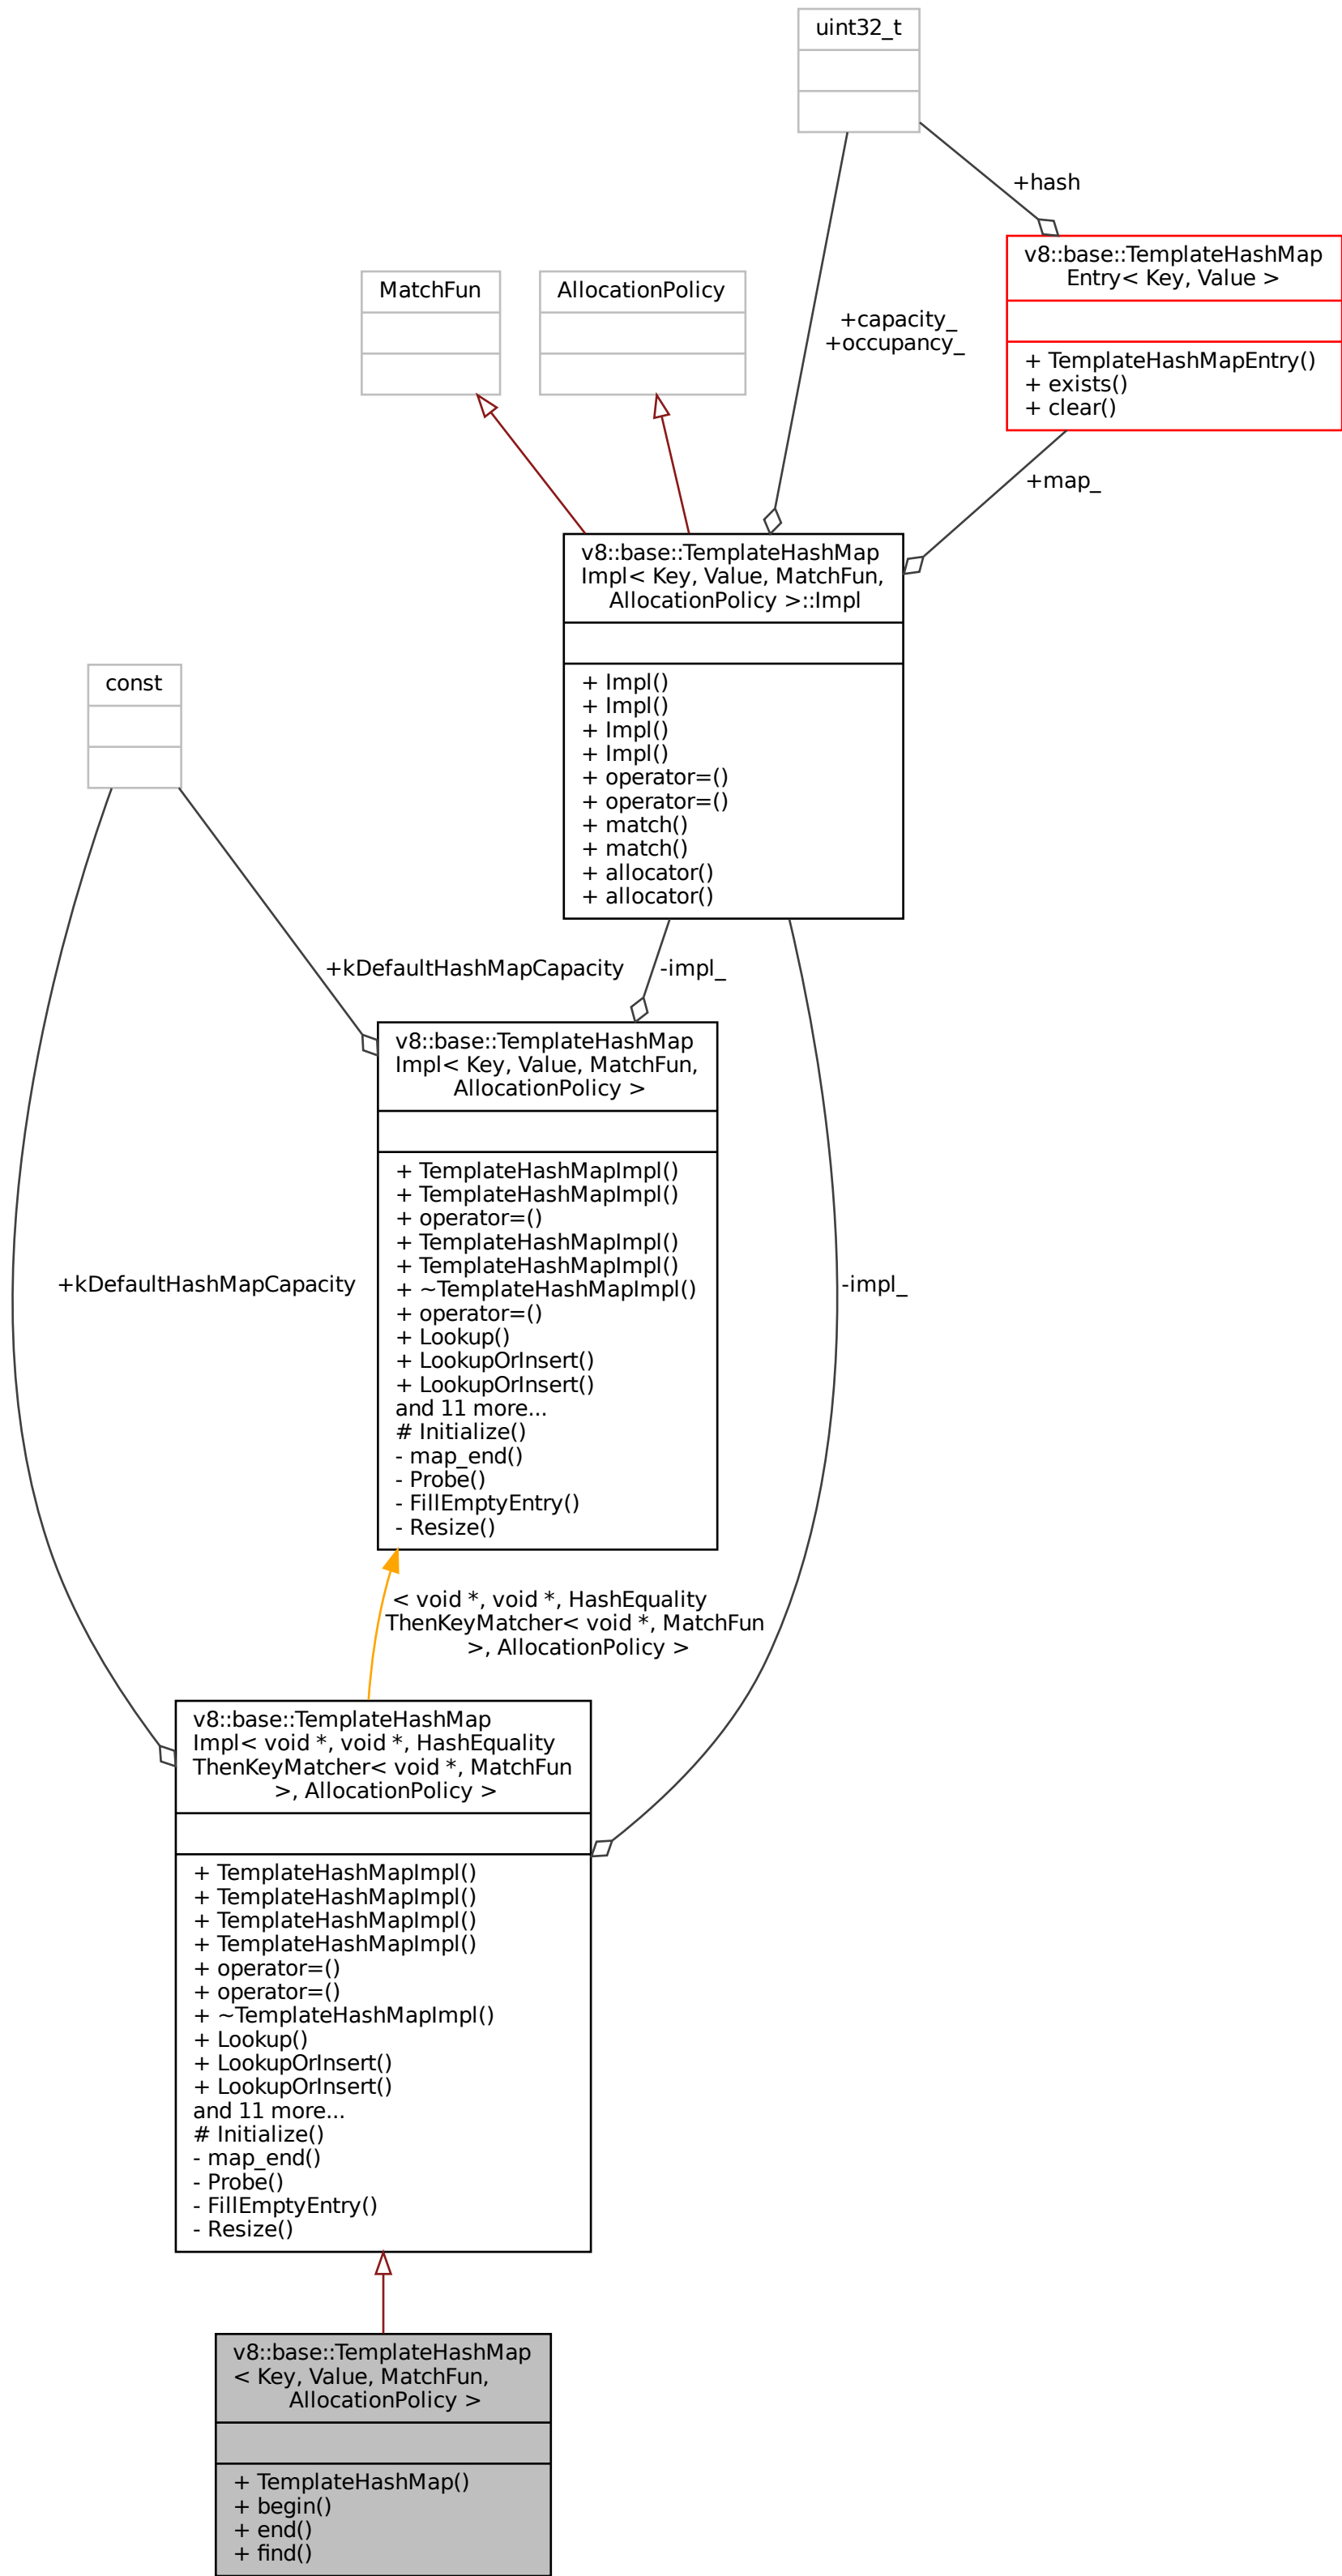 uint32_t
+hash
v8::base::TemplateHashMap
Entry< Key, Value >
+ TemplateHashMapEntry()
+ exists()
+ clear()
MatchFun
AllocationPolicy
+capacity_
+occupancy_
+map_
v8::base::TemplateHashMap
Impl< Key, Value, MatchFun,
AllocationPolicy >::Impl
+ Impl()
+ Impl()
+ Impl()
+ Impl()
+ operator=()
+ operator=()
+ match()
+ match()
+ allocator()
+ allocator()
const
+kDefaultHashMapCapacity
-impl_
v8::base::TemplateHashMap
Impl< Key, Value, MatchFun,
AllocationPolicy >
+ TemplateHashMapImpl()
+ TemplateHashMapImpl()
+ operator=()
+ TemplateHashMapImpl()
+ TemplateHashMapImpl()
+ ~TemplateHashMapImpl()
+ operator=()
+ Lookup()
+ LookupOrInsert()
+ LookupOrInsert()
and 11 more...
# Initialize()
- map_end()
- Probe()
- FillEmptyEntry()
- Resize()
+kDefaultHashMapCapacity
-impl_
< void *, void *, HashEquality
ThenKeyMatcher< void *, MatchFun
>, AllocationPolicy >
v8::base::TemplateHashMap
Impl< void *, void *, HashEquality
ThenKeyMatcher< void *, MatchFun
>, AllocationPolicy >
+ TemplateHashMapImpl()
+ TemplateHashMapImpl()
+ TemplateHashMapImpl()
+ TemplateHashMapImpl()
+ operator=()
+ operator=()
+ ~TemplateHashMapImpl()
+ Lookup()
+ LookupOrInsert()
+ LookupOrInsert()
and 11 more...
# Initialize()
- map_end()
- Probe()
- FillEmptyEntry()
- Resize()
v8::base::TemplateHashMap
< Key, Value, MatchFun,
AllocationPolicy >
+ TemplateHashMap()
+ begin()
+ end()
+ find()